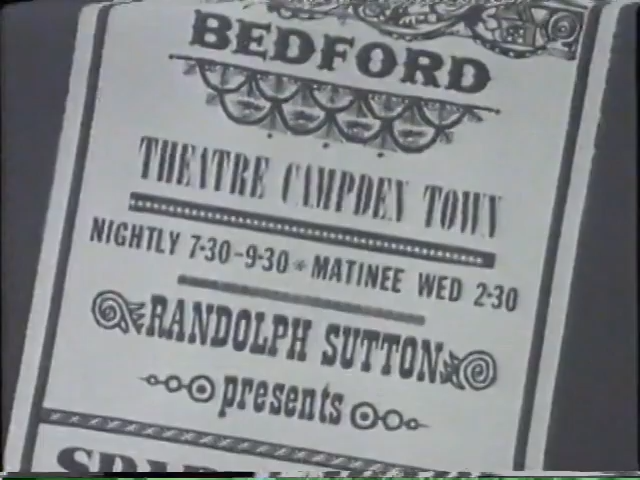 BEDFORD
THEATRE CAMPDEN TOWN
NIGHTLY 7-30-9-30 * MATINEE WED 2-30
RANDOLPH SUTTON
presents